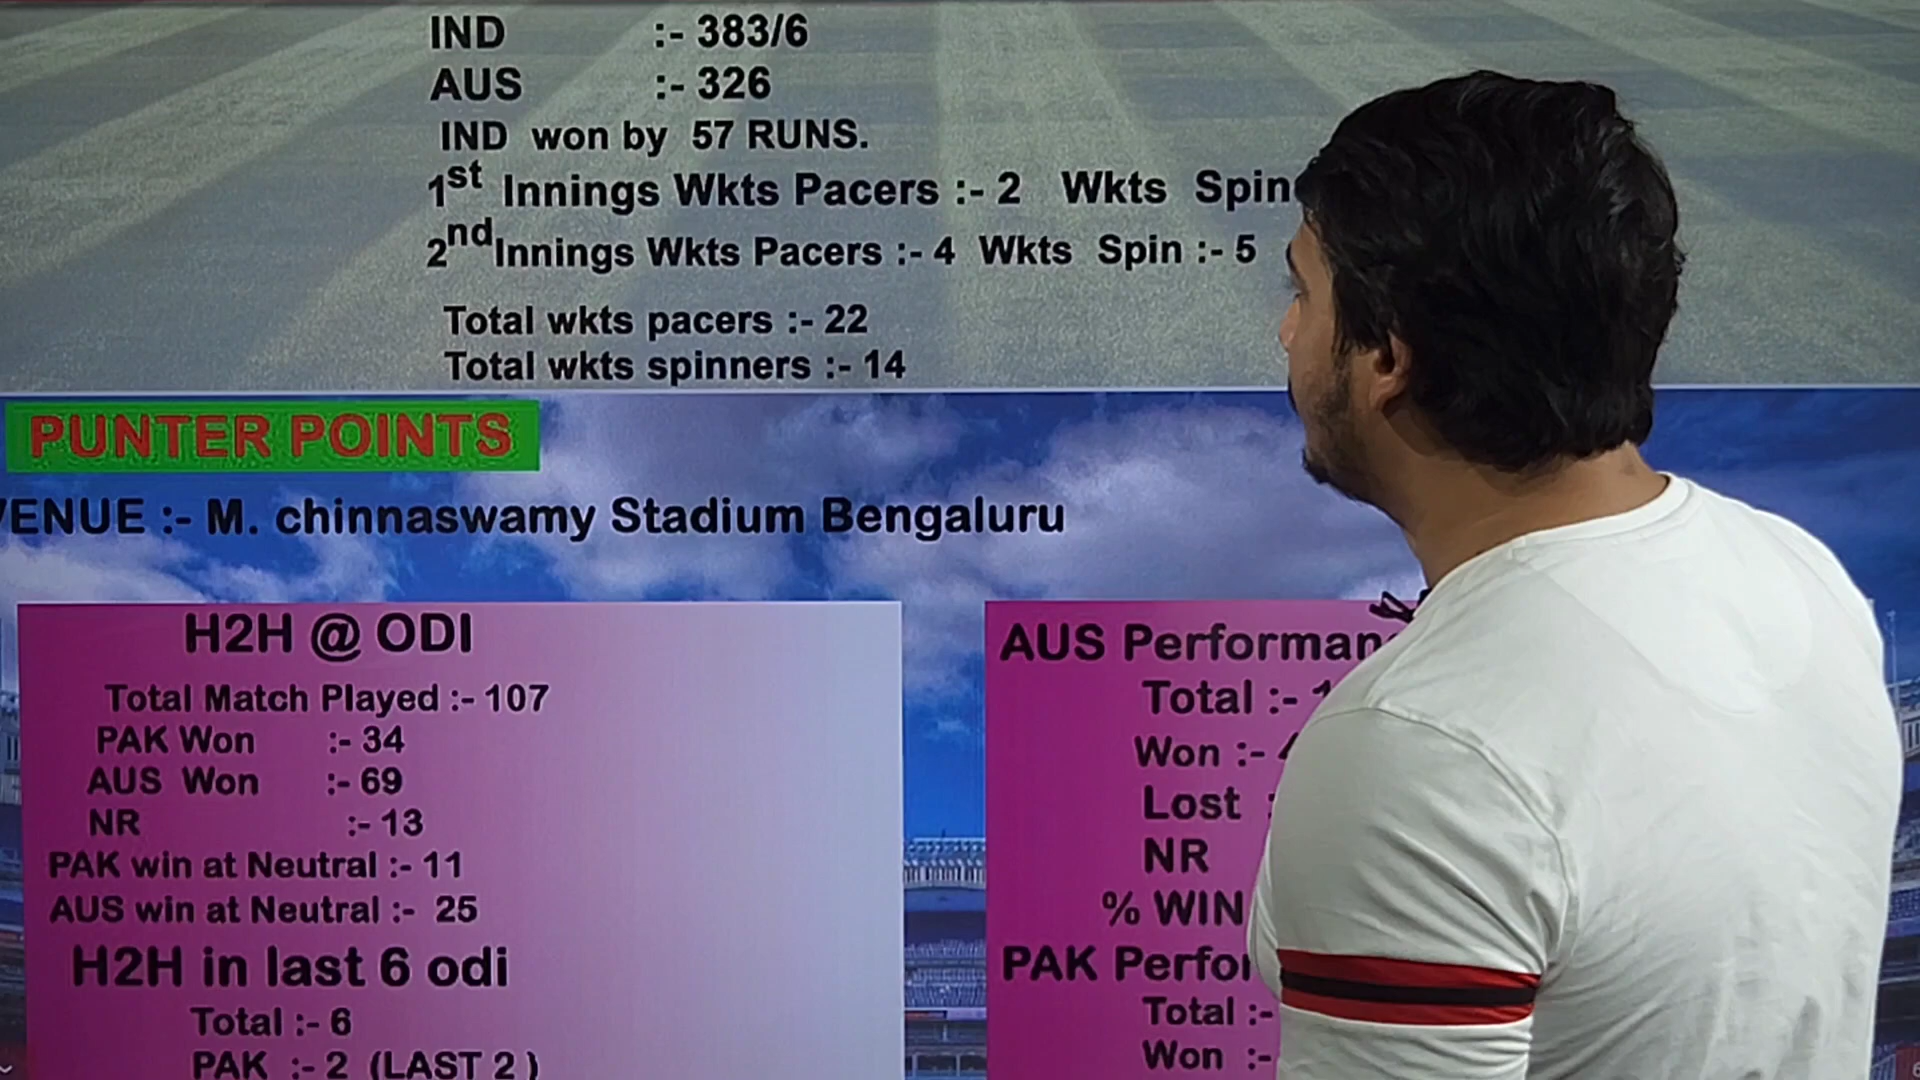 IND :- 383/6
AUS :- 326
IND won by 57 RUNS.
1st Innings Wkts Pacers :- 2 Wkts Spin
2nd Innings Wkts Pacers :- 4 Wkts Spin :- 5
Total wkts pacers :- 22
Total wkts spinners :- 14
PUNTER POINTS
VENUE :- M. chinnaswamy Stadium Bengaluru
H2H @ ODI
Total Match Played :- 107
PAK Won :- 34
AUS Won :- 69
NR :- 13
PAK win at Neutral :- 11
AUS win at Neutral :- 25
H2H in last 6 odi
Total :- 6
PAK :- 2 (LAST 2)
AUS
Total :-
Won :-
Lost
NR
% WIN
PAK
Total :-
Won :-